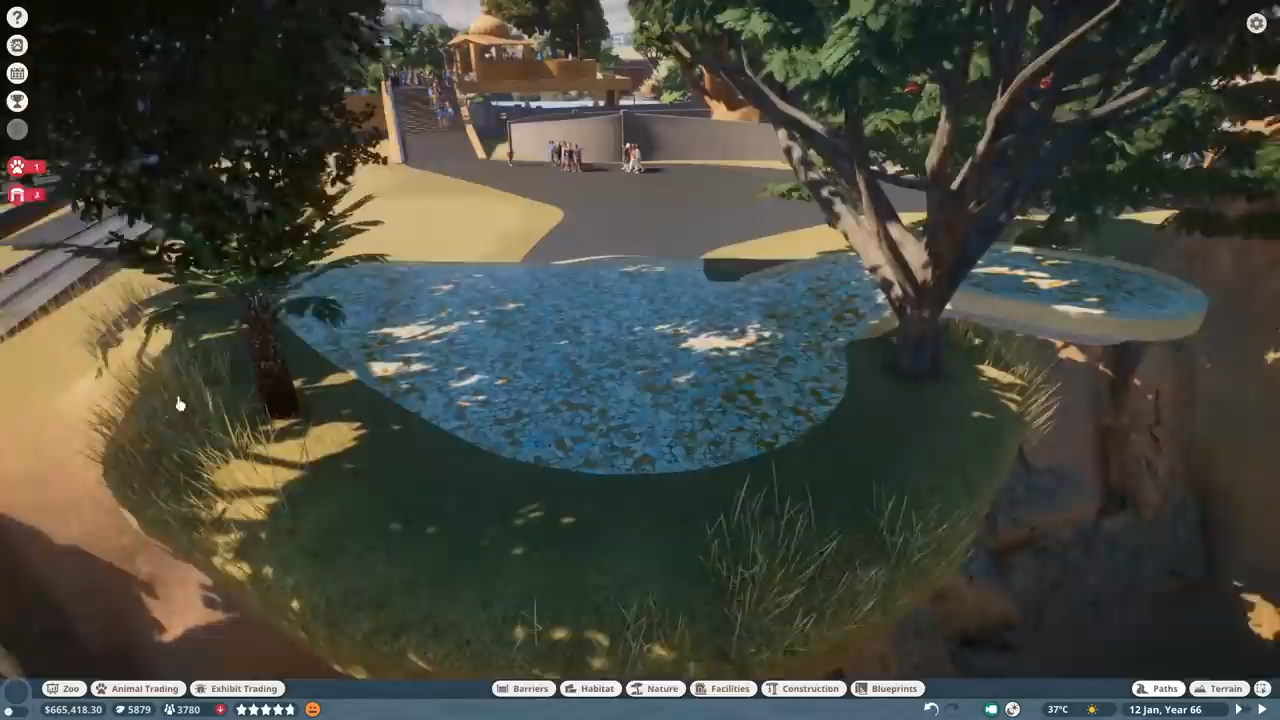 ?
1
Zoo
Animal Trading
Exhibit Trading
Barriers
Habitat
Nature
Facilities
Construction
Blueprints
Paths
Terrain
$665,418.30
5879
3780
37°C
12 Jan, Year 66